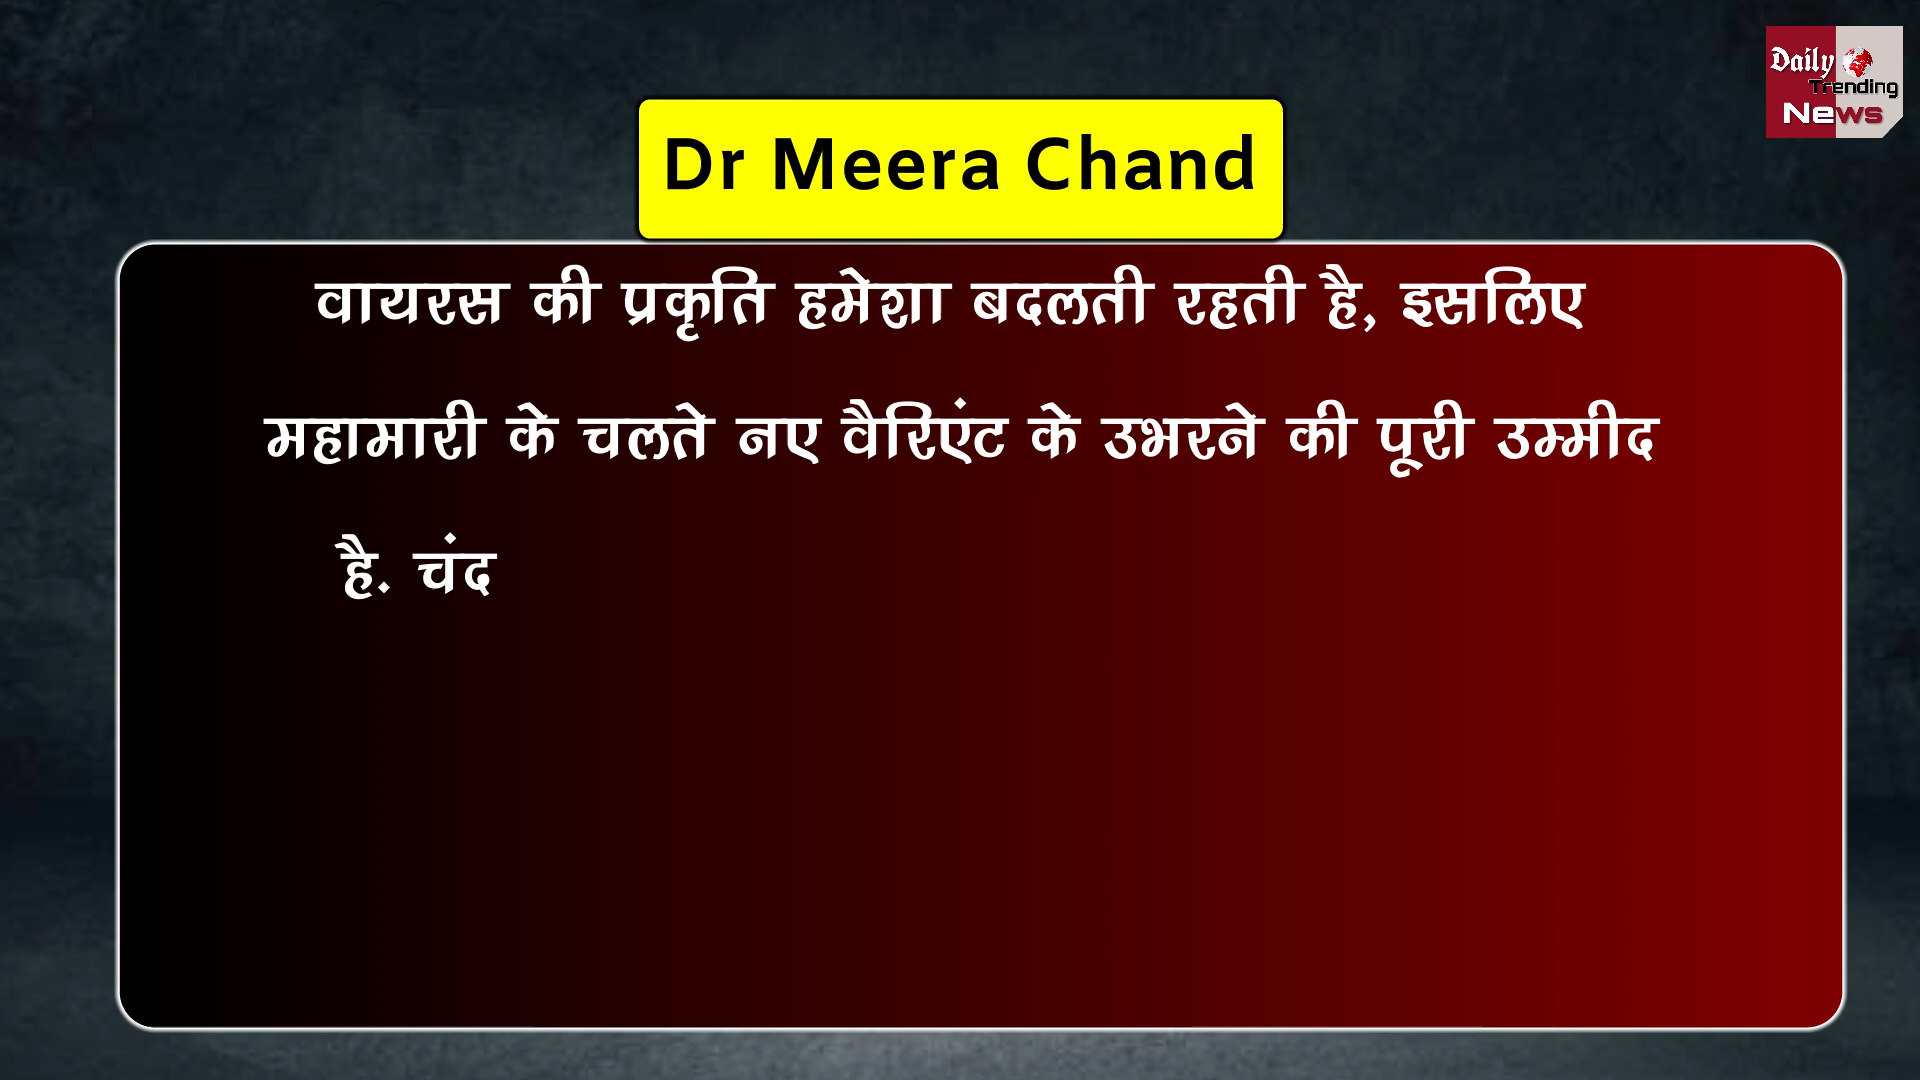 Daily
Trending
News
Dr Meera Chand
वायरस की प्रकृति हमेशा बदलती रहती है, इसलिए
महामारी के चलते नए वैरिएंट के उभरने की पूरी उम्मीद
है. चंद